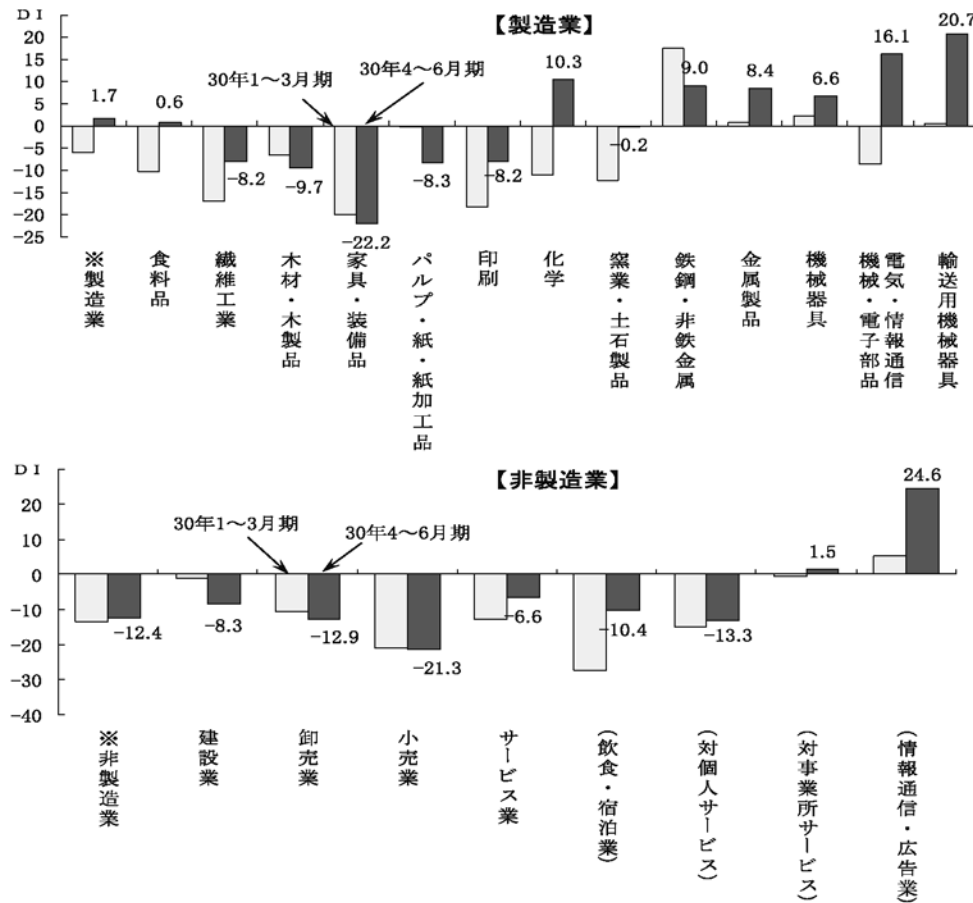 DI
【製造業】
20
15
10
5
0
-5
-10
-15
-20
-25
30年1～3月期
30年4～6月期
1.7
0.6
-8.2
-9.7
-22.2
-8.3
-8.2
10.3
-0.2
9.0
8.4
6.6
16.1
20.7
※製造業
食料品
繊維工業
木材・木製品
家具・装備品
パルプ・紙・紙加工品
印刷
化学
窯業・土石製品
鉄鋼・非鉄金属
金属製品
機械器具
電気・情報通信
機械・電子部品
輸送用機械器具
DI
【非製造業】
20
10
0
-10
-20
-30
-40
30年1～3月期
30年4～6月期
-12.4
-8.3
-12.9
-21.3
-6.6
-10.4
-13.3
1.5
24.6
※非製造業
建設業
卸売業
小売業
サービス業
(飲食・宿泊業)
(対個人サービス)
(対事業所サービス)
(情報通信・広告業)